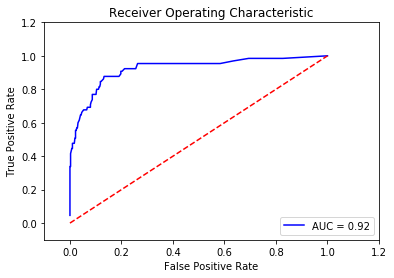 Receiver Operating Characteristic
True Positive Rate
1.2
1.0
0.8
0.6
0.4
0.2
0.0
AUC = 0.92
0.0 0.2 0.4 0.6 0.8 1.0 1.2
False Positive Rate